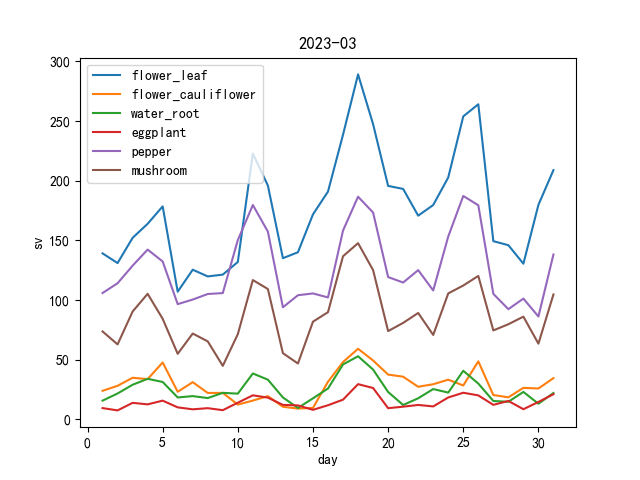 2023-03
300
250
200
150
100
50
0
sv
flower_leaf
flower_cauliflower
water_root
eggplant
pepper
mushroom
0 5 10 15 20 25 30
day